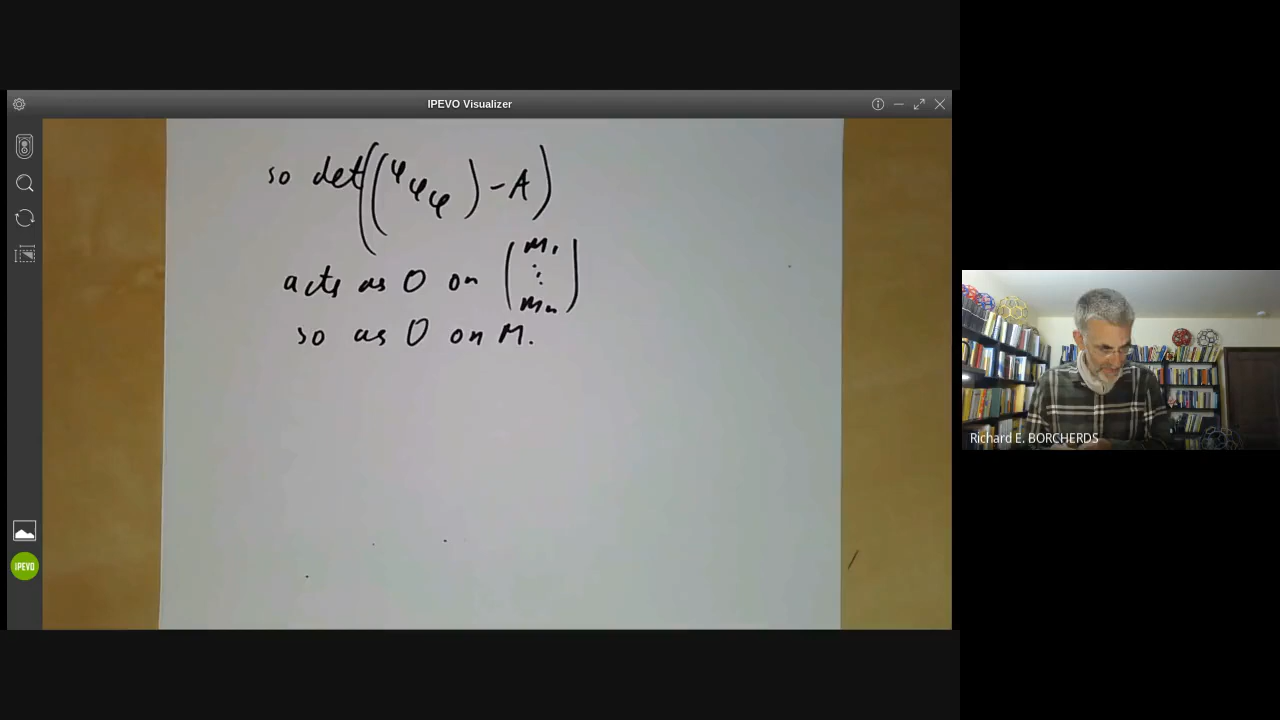 IPEVO Visualizer
so det((φ φ φ) - A)
acts as 0 on (m₁ ⋮ mₙ)
so as 0 on M.
IPEVO
Richard E. BORCHERDS